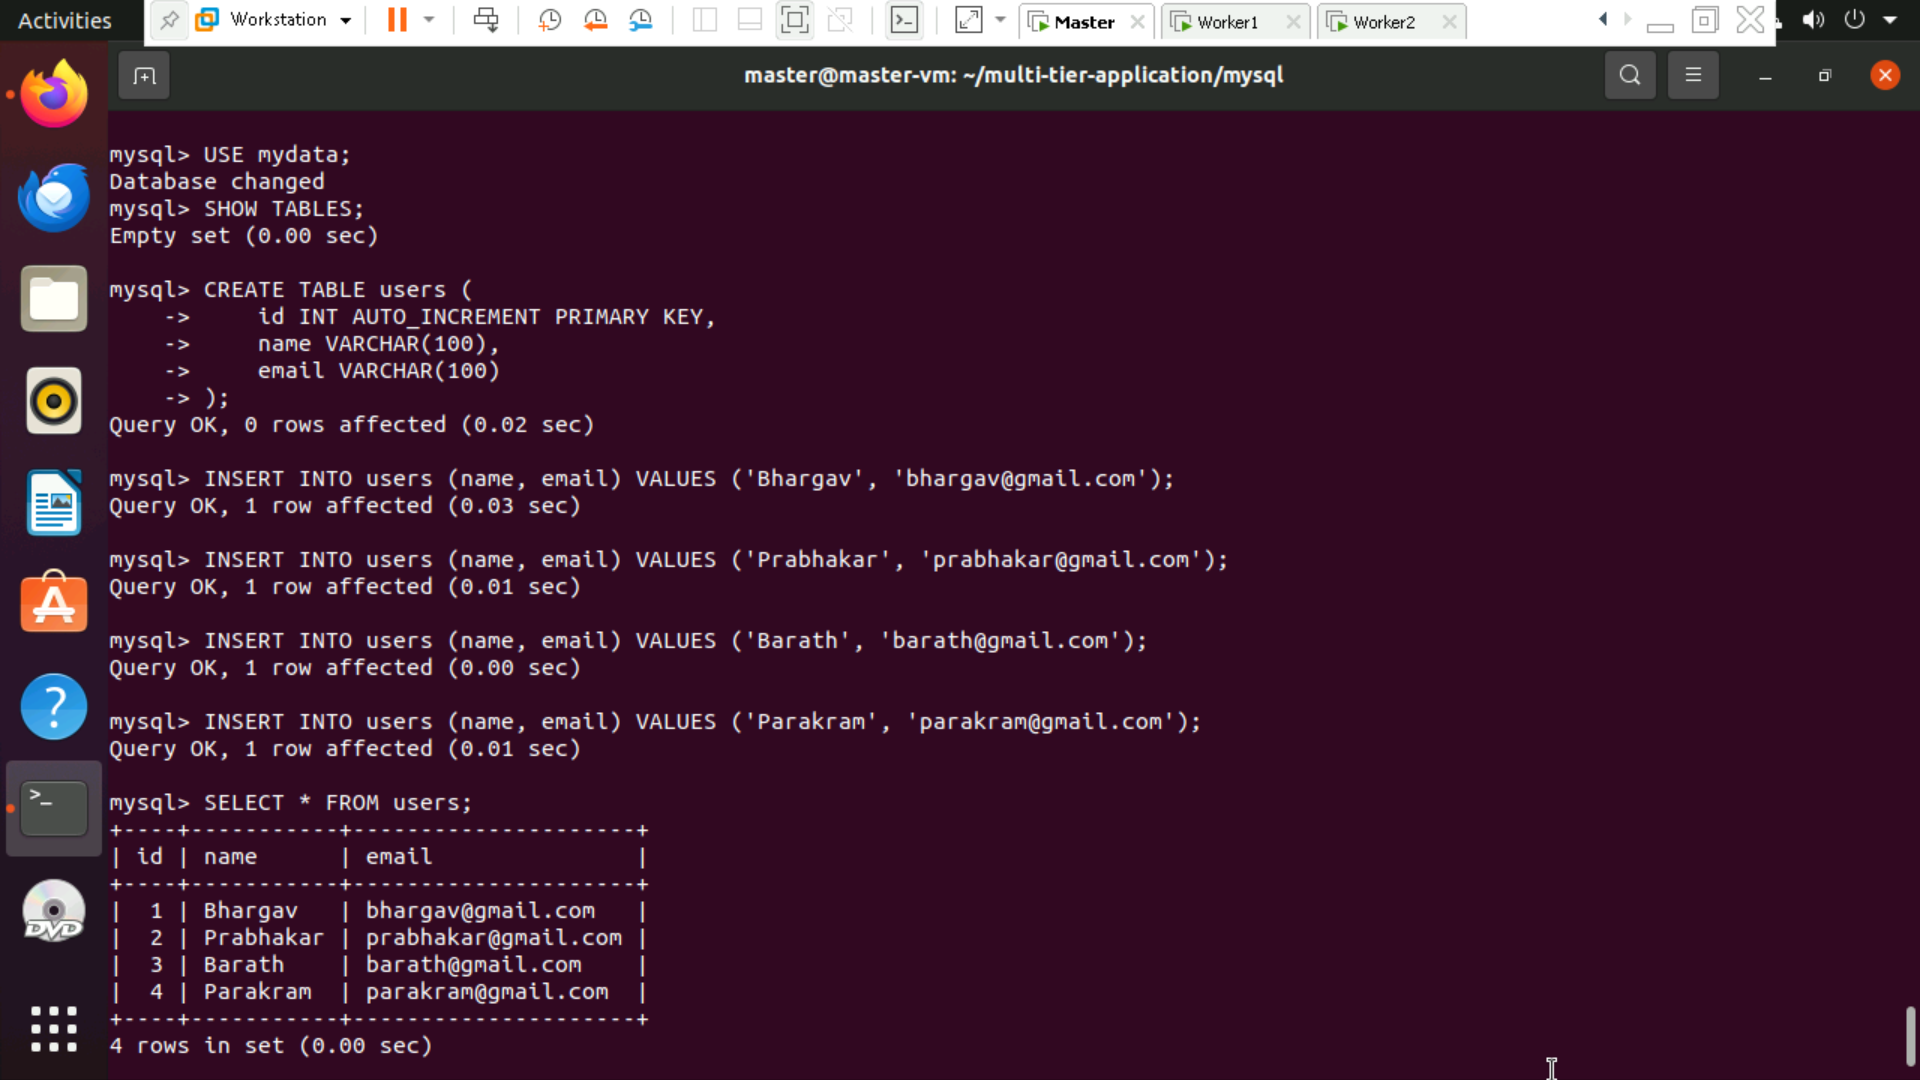 Activities
Workstation
Master
Worker1
Worker2
master@master-vm: ~/multi-tier-application/mysql
mysql> USE mydata;
Database changed
mysql> SHOW TABLES;
Empty set (0.00 sec)
mysql> CREATE TABLE users (
    ->     id INT AUTO_INCREMENT PRIMARY KEY,
    ->     name VARCHAR(100),
    ->     email VARCHAR(100)
    -> );
Query OK, 0 rows affected (0.02 sec)
mysql> INSERT INTO users (name, email) VALUES ('Bhargav', 'bhargav@gmail.com');
Query OK, 1 row affected (0.03 sec)
mysql> INSERT INTO users (name, email) VALUES ('Prabhakar', 'prabhakar@gmail.com');
Query OK, 1 row affected (0.01 sec)
mysql> INSERT INTO users (name, email) VALUES ('Barath', 'barath@gmail.com');
Query OK, 1 row affected (0.00 sec)
mysql> INSERT INTO users (name, email) VALUES ('Parakram', 'parakram@gmail.com');
Query OK, 1 row affected (0.01 sec)
mysql> SELECT * FROM users;
+----+-----------+---------------------+
| id | name      | email               |
+----+-----------+---------------------+
|  1 | Bhargav   | bhargav@gmail.com   |
|  2 | Prabhakar | prabhakar@gmail.com |
|  3 | Barath    | barath@gmail.com    |
|  4 | Parakram  | parakram@gmail.com  |
+----+-----------+---------------------+
4 rows in set (0.00 sec)
DVD